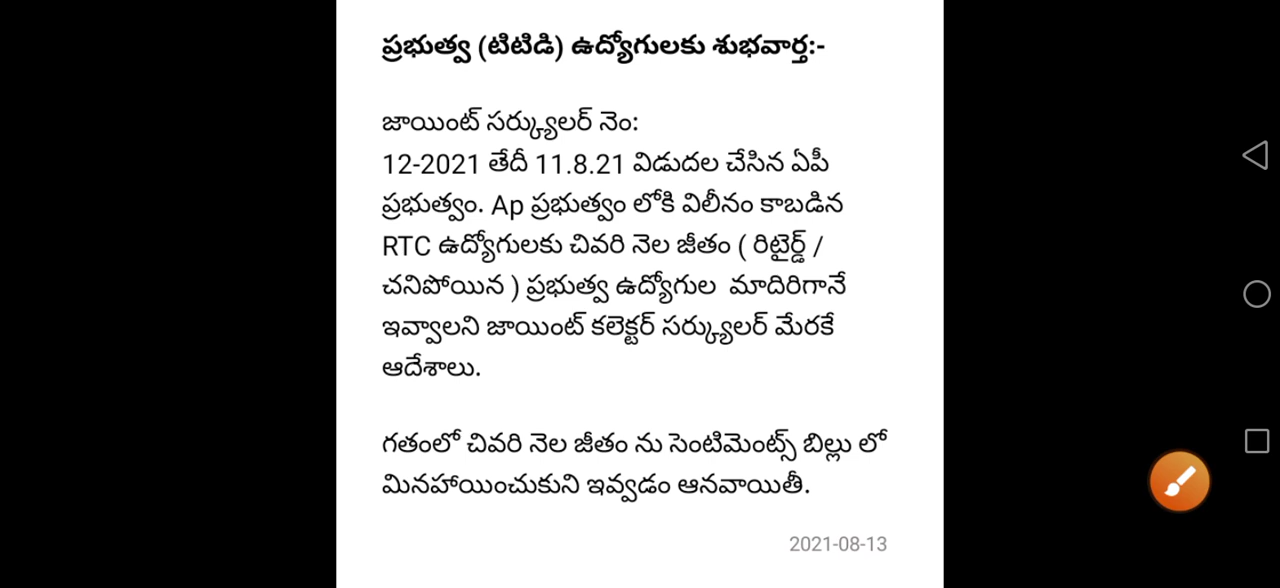 ప్రభుత్వ (టిటిడి) ఉద్యోగులకు శుభవార్త:-
జాయింట్ సర్క్యులర్ నెం:
12-2021 తేదీ 11.8.21 విడుదల చేసిన ఏపీ
ప్రభుత్వం. Ap ప్రభుత్వం లోకి విలీనం కాబడిన
RTC ఉద్యోగులకు చివరి నెల జీతం ( రిటైర్డ్ /
చనిపోయిన ) ప్రభుత్వ ఉద్యోగుల మాదిరిగానే
ఇవ్వాలని జాయింట్ కలెక్టర్ సర్క్యులర్ మేరకే
ఆదేశాలు.
గతంలో చివరి నెల జీతం ను సెంటిమెంట్స్ బిల్లు లో
మినహాయించుకుని ఇవ్వడం ఆనవాయితీ.
2021-08-13